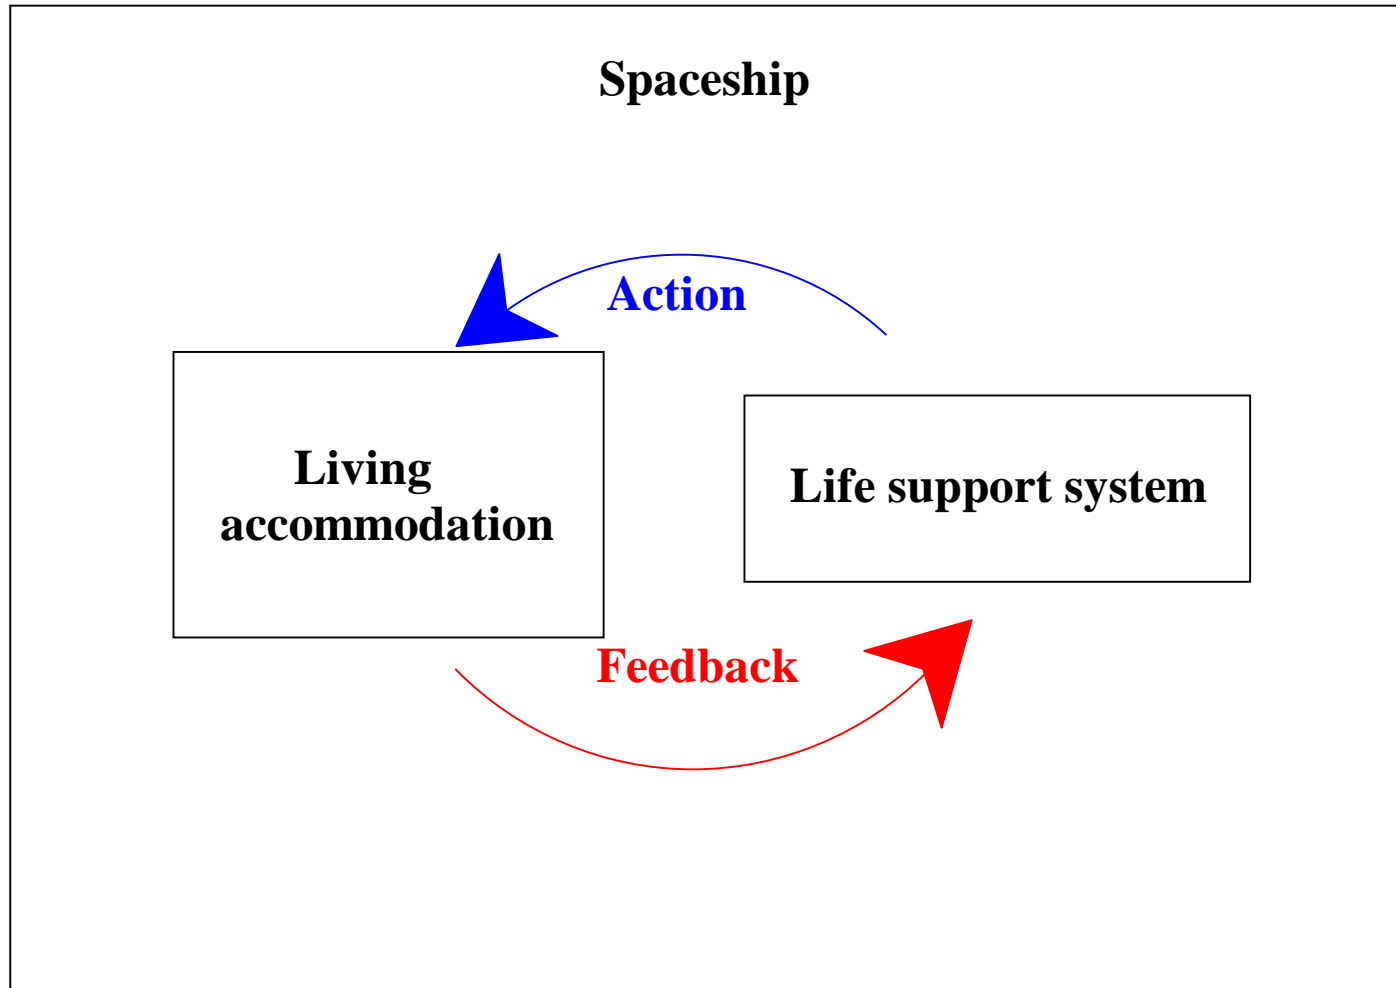 Spaceship
Action
Living
accommodation
Life support system
Feedback